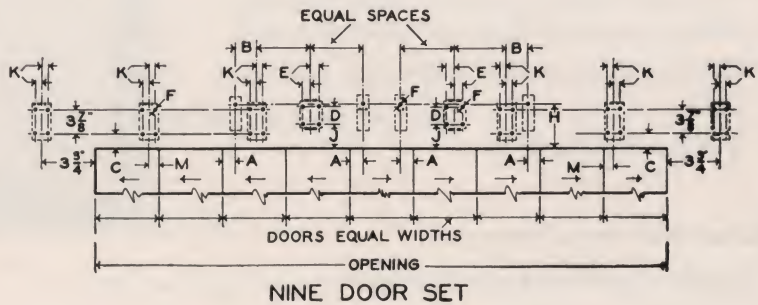 EQUAL SPACES
B B
K K K E E K K K
F F F
3 7/8" D D H 3 7/8"
J J
3 3/4" C M A A A A M C 3 3/4"
DOORS EQUAL WIDTHS
OPENING
NINE DOOR SET